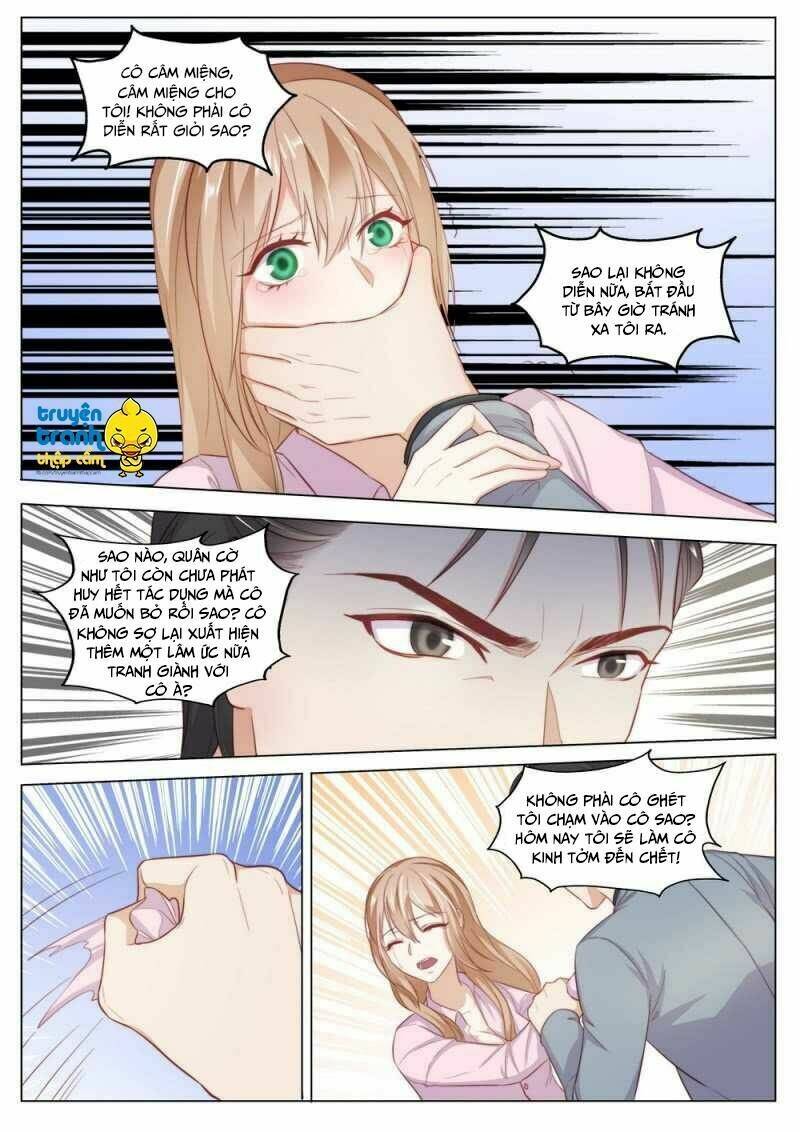 CÔ CÂM MIỆNG,
CÂM MIỆNG CHO
TÔI! KHÔNG PHẢI CÔ
DIỄN RẤT GIỎI SAO?
SAO LẠI KHÔNG
DIỄN NỮA, BẮT ĐẦU
TỪ BÂY GIỜ TRÁNH
XA TÔI RA.
truyện
tranh
thập cẩm
SAO NÀO, QUÂN CỜ
NHƯ TÔI CÒN CHƯA PHÁT
HUY HẾT TÁC DỤNG MÀ CÔ
ĐÃ MUỐN BỎ RỒI SAO? CÔ
KHÔNG SỢ LẠI XUẤT HIỆN
THÊM MỘT LÂM ỨC NỮA
TRANH GIÀNH VỚI
CÔ À?
KHÔNG PHẢI CÔ GHÉT
TÔI CHẠM VÀO CÔ SAO?
HÔM NAY TÔI SẼ LÀM CÔ
KINH TỞM ĐẾN CHẾT!